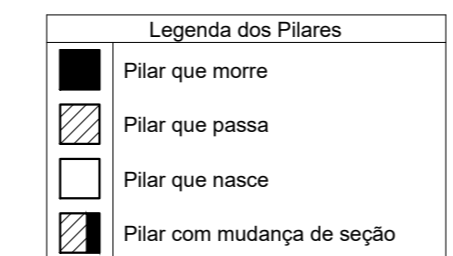 Legenda dos Pilares
Pilar que morre
Pilar que passa
Pilar que nasce
Pilar com mudança de seção